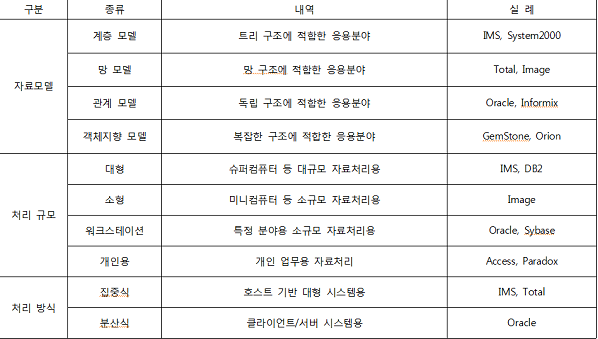 구분 종류 내역 실 례
자료모델 계층 모델 트리 구조에 적합한 응용분야 IMS, System2000
망 모델 망 구조에 적합한 응용분야 Total, Image
관계 모델 독립 구조에 적합한 응용분야 Oracle, Informix
객체지향 모델 복잡한 구조에 적합한 응용분야 GemStone, Orion
처리 규모 대형 슈퍼컴퓨터 등 대규모 자료처리용 IMS, DB2
소형 미니컴퓨터 등 소규모 자료처리용 Image
워크스테이션 특정 분야용 소규모 자료처리용 Oracle, Sybase
개인용 개인 업무용 자료처리 Access, Paradox
처리 방식 집중식 호스트 기반 대형 시스템용 IMS, Total
분산식 클라이언트/서버 시스템용 Oracle